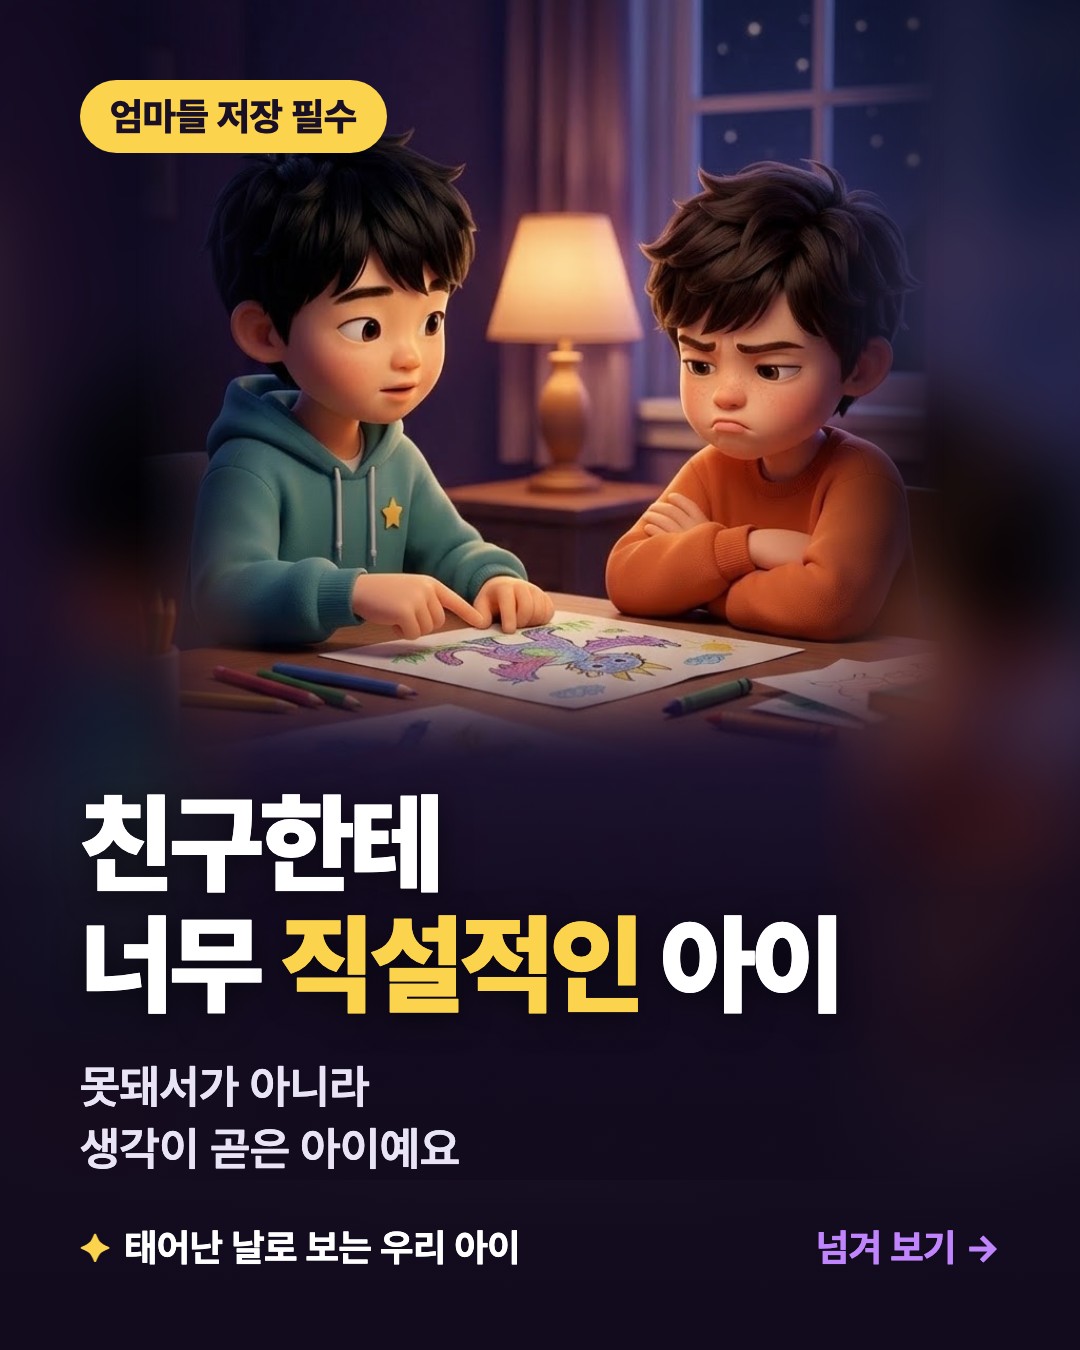 엄마들 저장 필수
친구한테
너무 직설적인 아이
못돼서가 아니라
생각이 곧은 아이예요
태어난 날로 보는 우리 아이
넘겨 보기 →